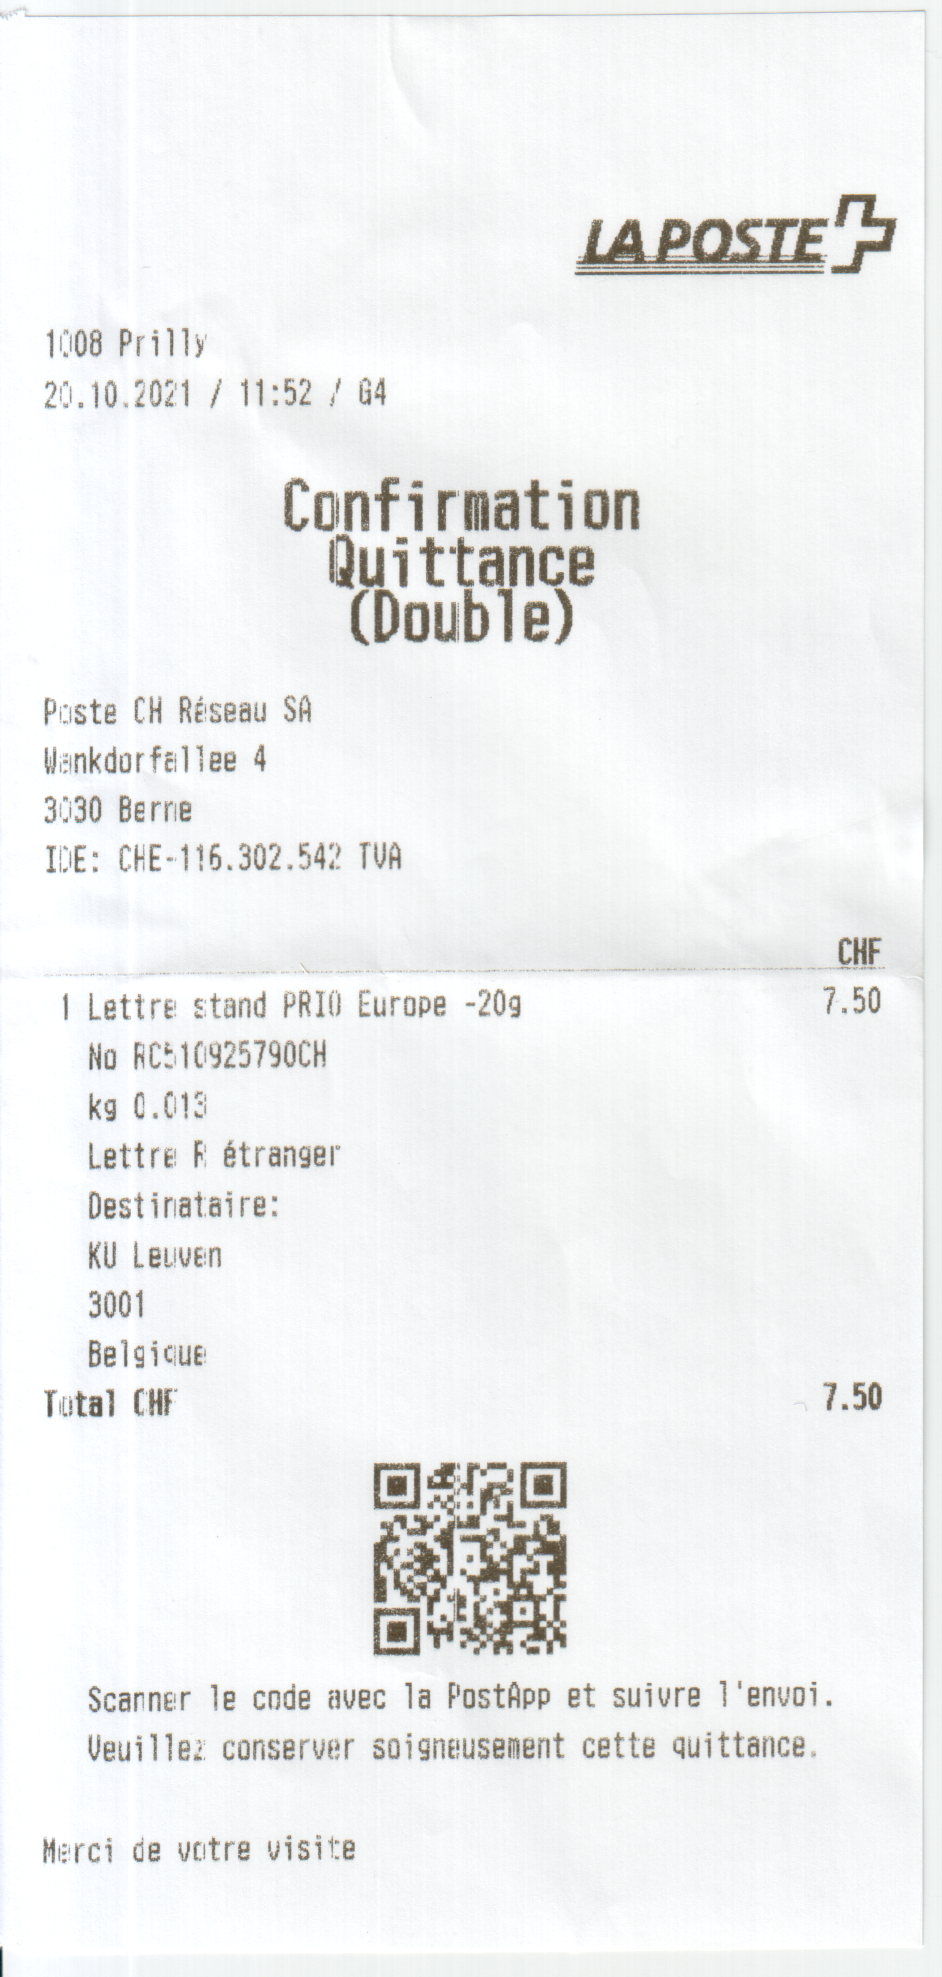 LA POSTE
1008 Prilly
20.10.2021 / 11:52 / G4
Confirmation
Quittance
(Double)
Poste CH Réseau SA
Wankdorfallee 4
3030 Berne
IDE: CHE-116.302.542 TVA
CHF
1 Lettre stand PRIO Europe -20g 7.50
No RC510925790CH
kg 0.013
Lettre R étranger
Destinataire:
KU Leuven
3001
Belgique
Total CHF 7.50
Scanner le code avec la PostApp et suivre l'envoi.
Veuillez conserver soigneusement cette quittance.
Merci de votre visite